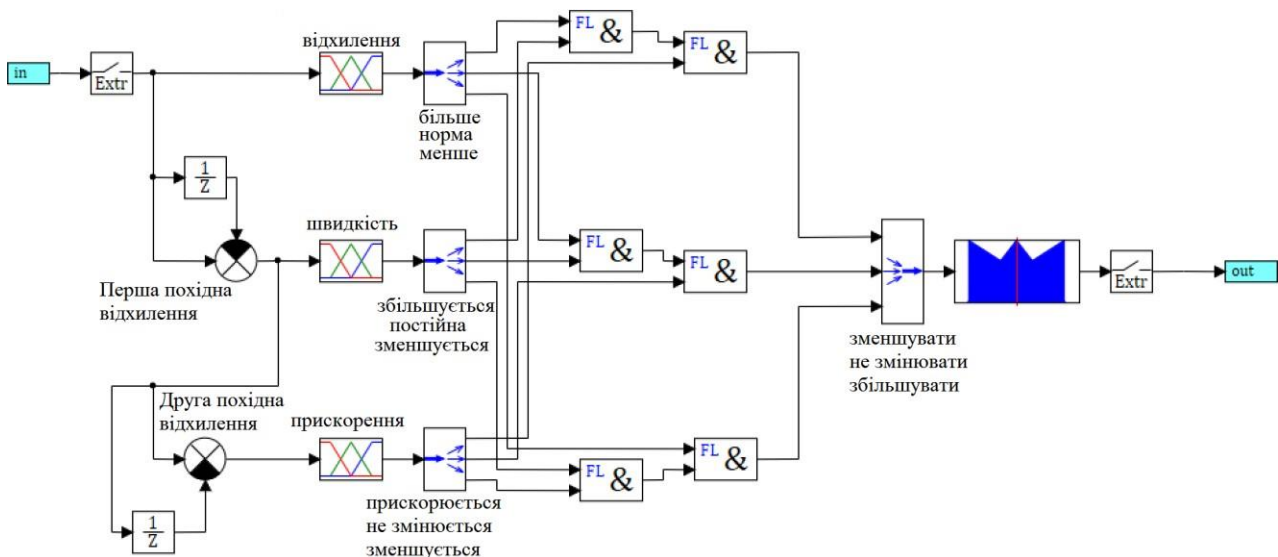 відхилення
FL &
FL &
in
Extr
більше
норма
менше
1
Z
швидкість
FL &
FL &
Перша похідна
відхилення
збільшується
постійна
зменшується
Extr
out
зменшувати
не змінювати
збільшувати
Друга похідна
відхилення
прискорення
FL &
FL &
прискорюється
не змінюється
зменшується
1
Z